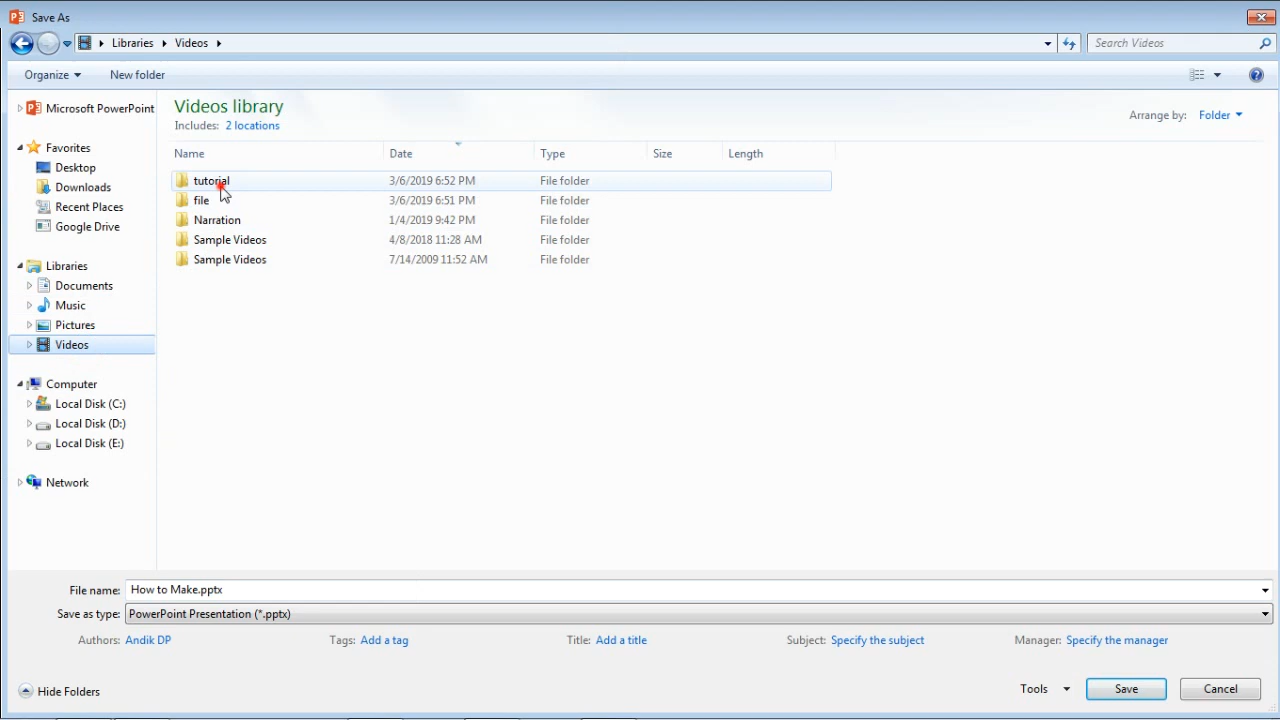 Save As
Libraries Videos
Search Videos
Organize New folder
Microsoft PowerPoint
Favorites
Desktop
Downloads
Recent Places
Google Drive
Libraries
Documents
Music
Pictures
Videos
Computer
Local Disk (C:)
Local Disk (D:)
Local Disk (E:)
Network
Videos library
Includes: 2 locations
Arrange by: Folder
Name Date Type Size Length
tutorial 3/6/2019 6:52 PM File folder
file 3/6/2019 6:51 PM File folder
Narration 1/4/2019 9:42 PM File folder
Sample Videos 4/8/2018 11:28 AM File folder
Sample Videos 7/14/2009 11:52 AM File folder
File name: How to Make.pptx
Save as type: PowerPoint Presentation (*.pptx)
Authors: Andik DP Tags: Add a tag Title: Add a title Subject: Specify the subject Manager: Specify the manager
Hide Folders Tools Save Cancel